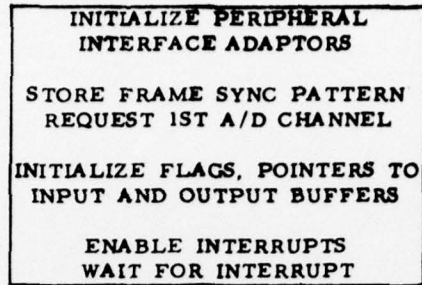 INITIALIZE PERIPHERAL
INTERFACE ADAPTORS
STORE FRAME SYNC PATTERN
REQUEST 1ST A/D CHANNEL
INITIALIZE FLAGS, POINTERS TO
INPUT AND OUTPUT BUFFERS
ENABLE INTERRUPTS
WAIT FOR INTERRUPT